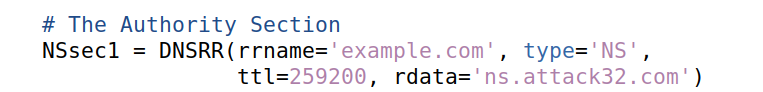 # The Authority Section
NSsec1 = DNSRR(rrname='example.com', type='NS',
ttl=259200, rdata='ns.attack32.com')